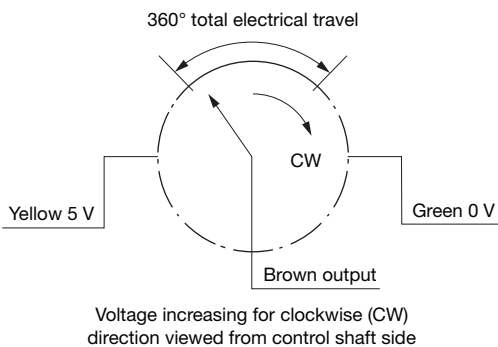 360° total electrical travel
CW
Yellow 5 V
Green 0 V
Brown output
Voltage increasing for clockwise (CW)
direction viewed from control shaft side